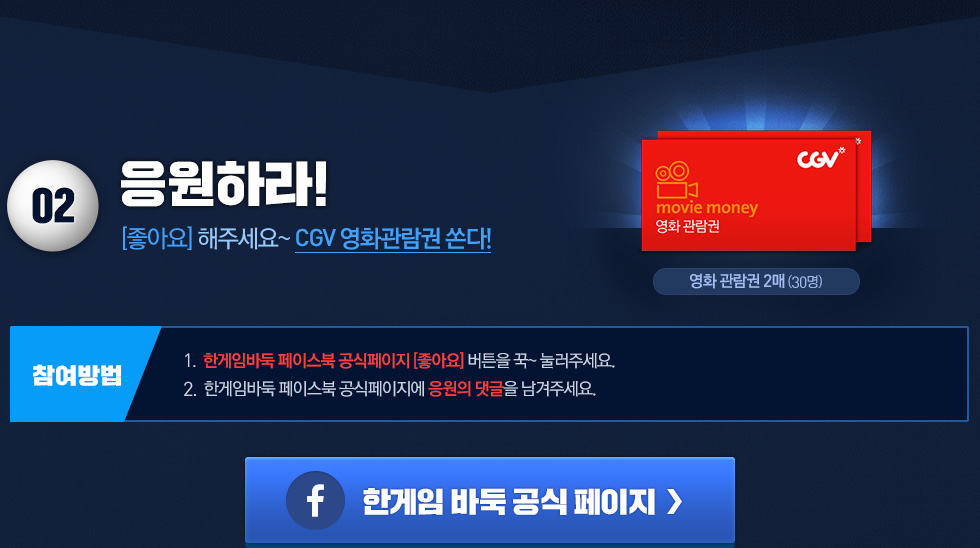 02
응원하라!
[좋아요] 해주세요~ CGV 영화관람권 쏜다!
CGV
movie money
영화 관람권
영화 관람권 2매 (30명)
참여방법
1. 한게임바둑 페이스북 공식페이지 [좋아요] 버튼을 꾹~ 눌러주세요.
2. 한게임바둑 페이스북 공식페이지에 응원의 댓글을 남겨주세요.
f 한게임 바둑 공식 페이지 》